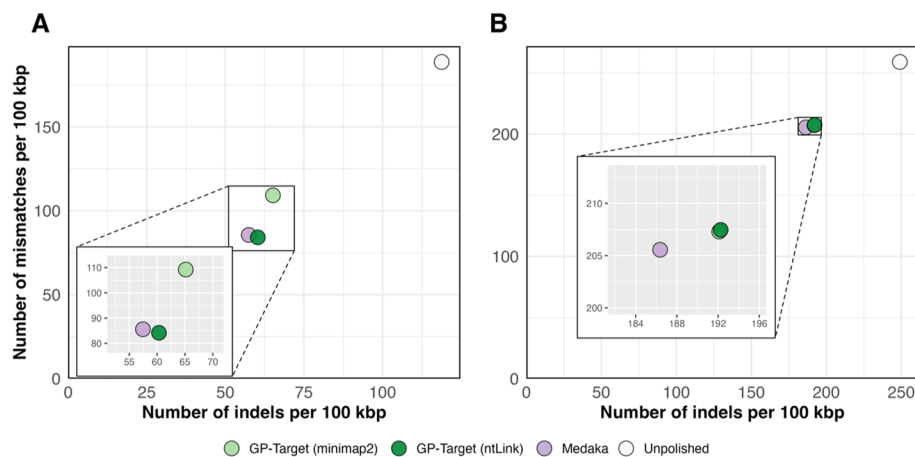 A
B
Number of mismatches per 100 kbp
150
100
50
0
110
100
90
80
55 60 65 70
0 25 50 75 100
Number of indels per 100 kbp
200
100
0
210
205
200
184 188 192 196
0 50 100 150 200 250
Number of indels per 100 kbp
GP-Target (minimap2) GP-Target (ntLink) Medaka Unpolished